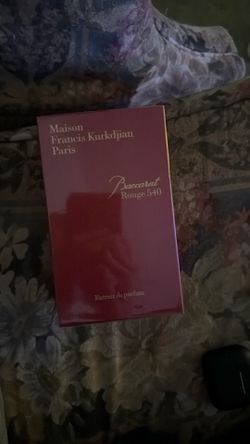 Maison
Francis Kurkdjian
Paris
Baccarat
Rouge 540
Extrait de parfum